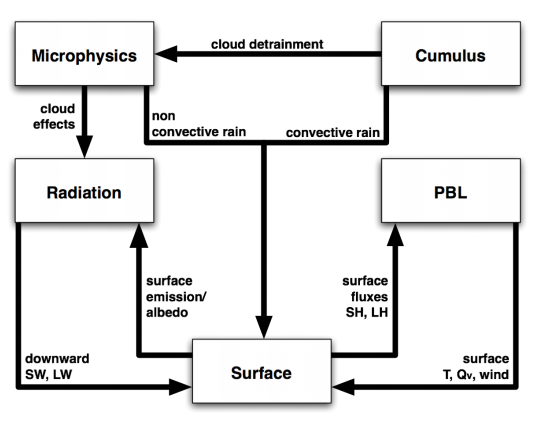 cloud detrainment
Microphysics
Cumulus
cloud
effects
non
convective rain
convective rain
Radiation
PBL
surface
emission/
albedo
surface
fluxes
SH, LH
downward
SW, LW
Surface
surface
T, Qv, wind